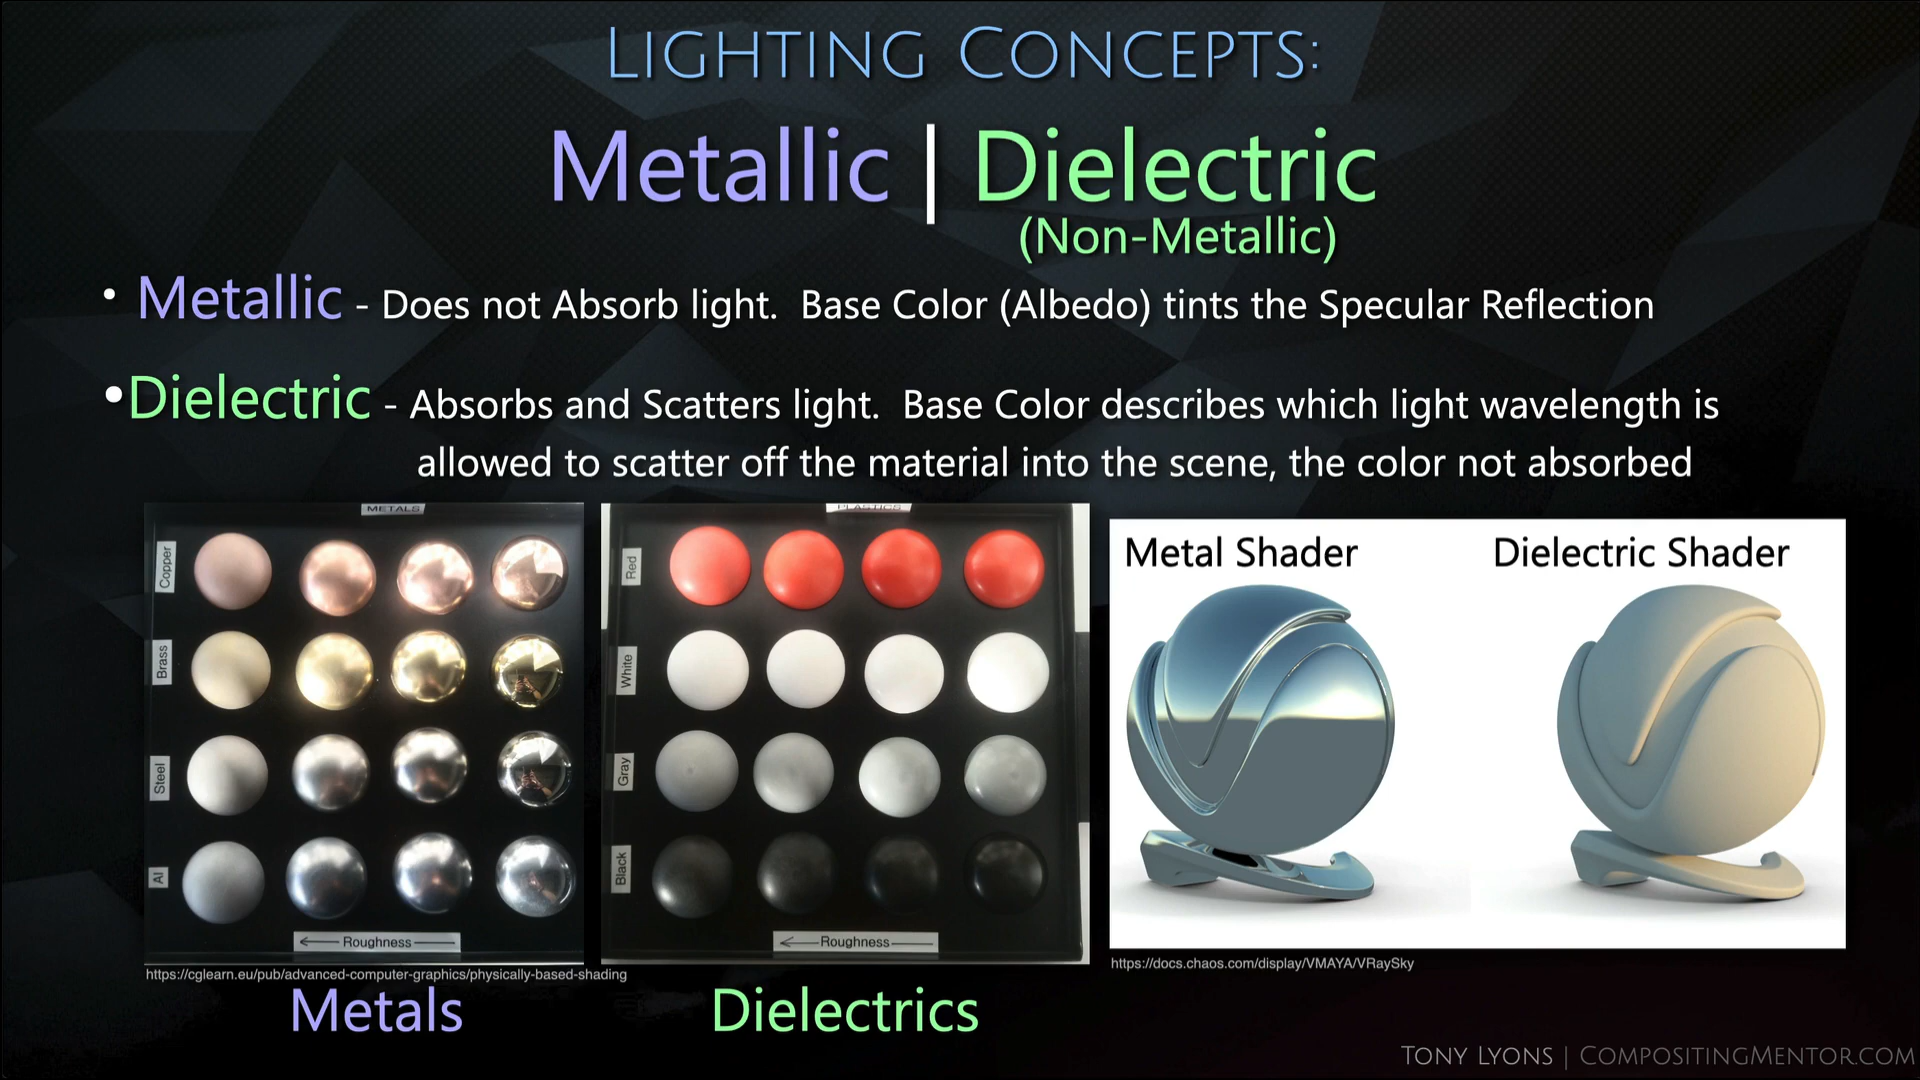 LIGHTING CONCEPTS:
Metallic | Dielectric
(Non-Metallic)
• Metallic - Does not Absorb light. Base Color (Albedo) tints the Specular Reflection
• Dielectric - Absorbs and Scatters light. Base Color describes which light wavelength is
allowed to scatter off the material into the scene, the color not absorbed
METALS
Copper
Brass
Steel
Al
Roughness
PLASTICS
Red
White
Gray
Black
Roughness
Metal Shader
Dielectric Shader
https://cglearn.eu/pub/advanced-computer-graphics/physically-based-shading
https://docs.chaos.com/display/VMAYA/VRaySky
Metals
Dielectrics
TONY LYONS | COMPOSITINGMENTOR.COM